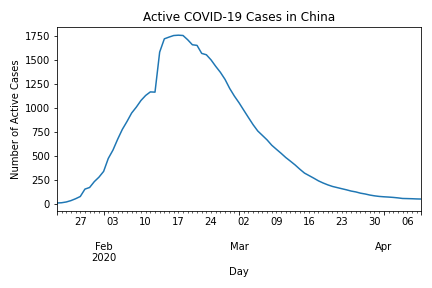 Active COVID-19 Cases in China
Number of Active Cases
1750
1500
1250
1000
750
500
250
0
27 03 10 17 24 02 09 16 23 30 06
Feb Mar Apr
2020
Day